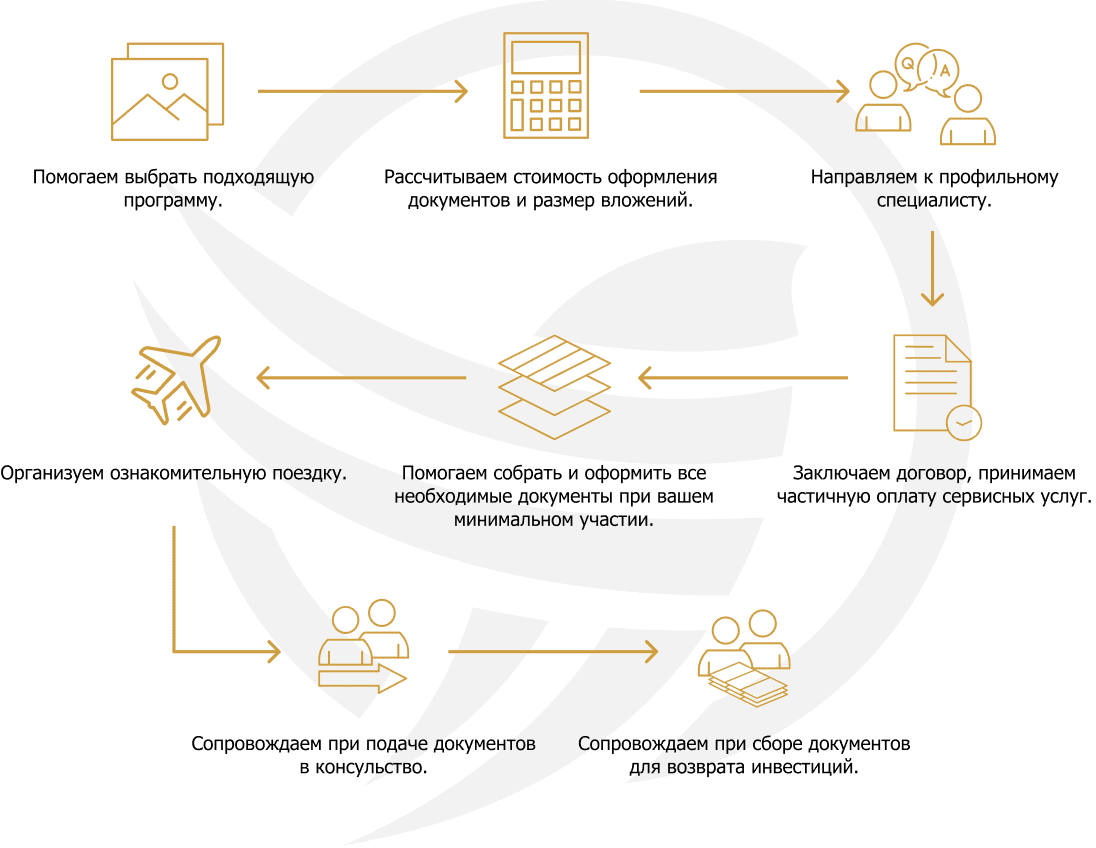 Q A
Помогаем выбрать подходящую
программу.
Рассчитываем стоимость оформления
документов и размер вложений.
Направляем к профильному
специалисту.
Организуем ознакомительную поездку.
Помогаем собрать и оформить все
необходимые документы при вашем
минимальном участии.
Заключаем договор, принимаем
частичную оплату сервисных услуг.
Сопровождаем при подаче документов
в консульство.
Сопровождаем при сборе документов
для возврата инвестиций.